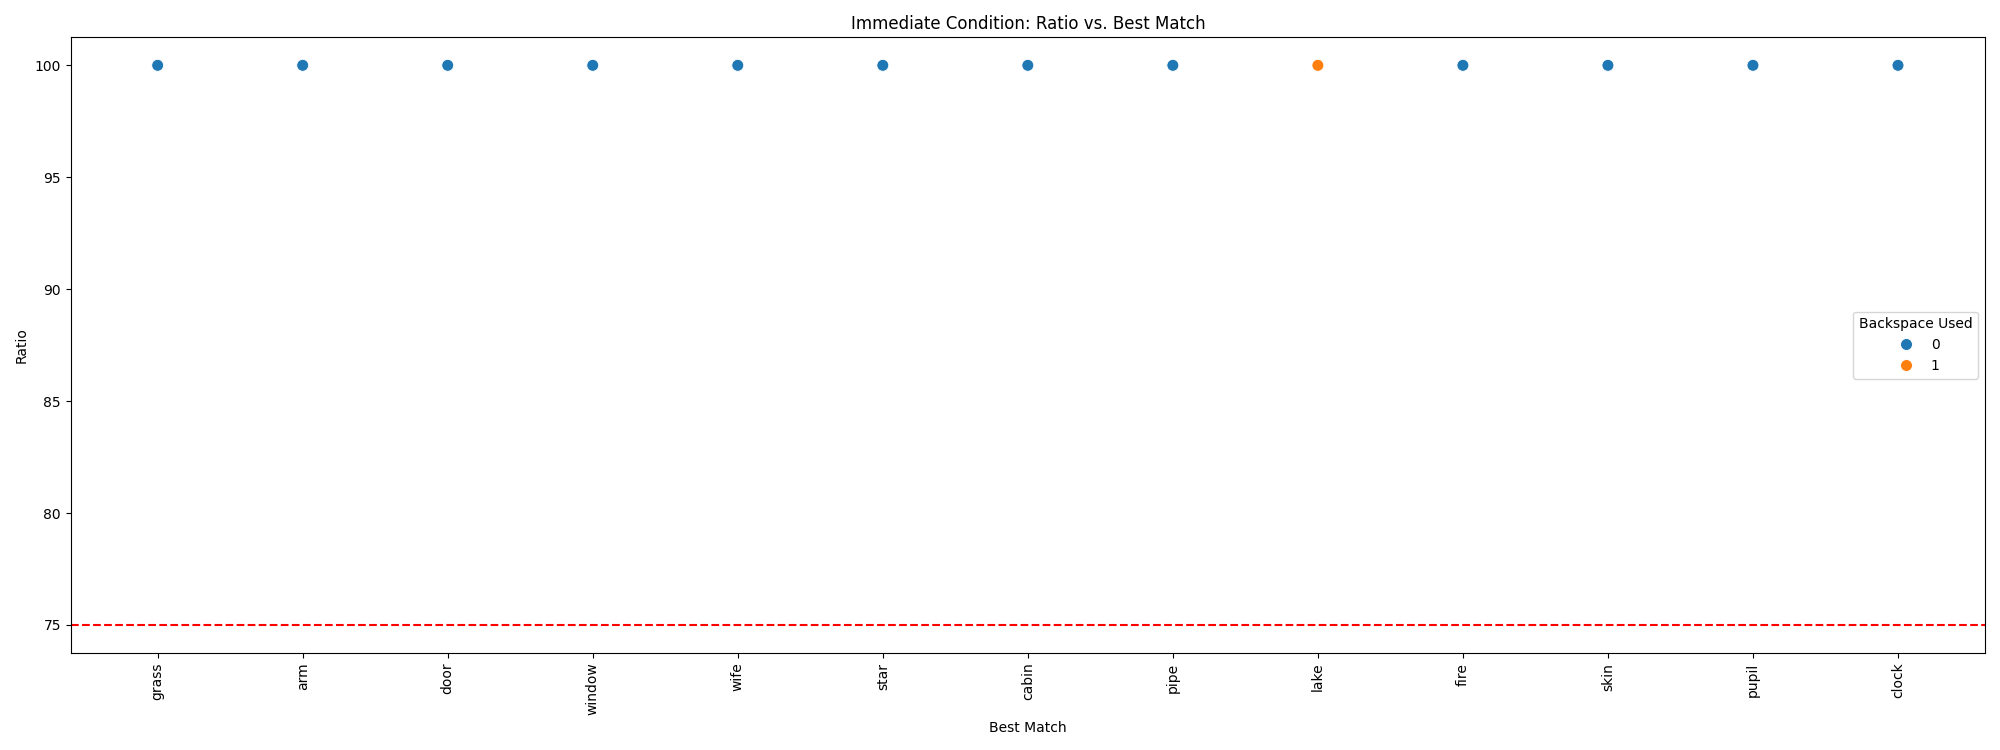 Immediate Condition: Ratio vs. Best Match
100
95
90
85
80
75
Ratio
Backspace Used
0
1
grass
arm
door
window
wife
star
cabin
pipe
lake
fire
skin
pupil
clock
Best Match